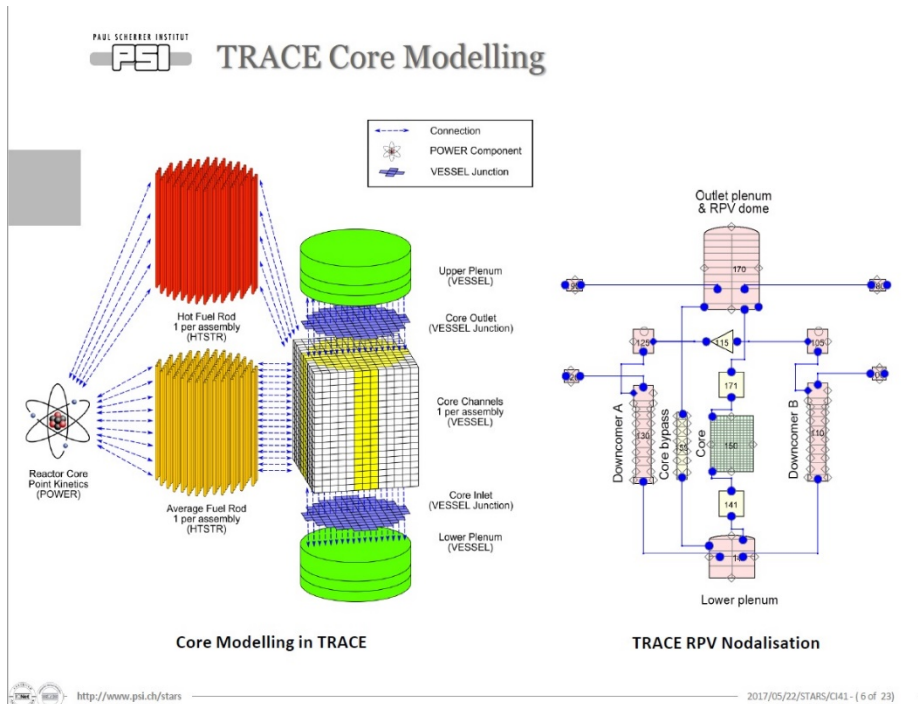 PAUL SCHERRER INSTITUT
PSI
TRACE Core Modelling
Connection
POWER Component
VESSEL Junction
Hot Fuel Rod
1 per assembly
(HTSTR)
Reactor Core
Point Kinetics
(POWER)
Average Fuel Rod
1 per assembly
(HTSTR)
Upper Plenum
(VESSEL)
Core Outlet
(VESSEL Junction)
Core Channels
1 per assembly
(VESSEL)
Core Inlet
(VESSEL Junction)
Lower Plenum
(VESSEL)
Core Modelling in TRACE
Outlet plenum
& RPV dome
170
125
115
105
171
Downcomer A
130
Core bypass
Core
150
Downcomer B
110
141
Lower plenum
TRACE RPV Nodalisation
http://www.psi.ch/stars
2017/05/22/STARS/CI41 - ( 6 of 23)